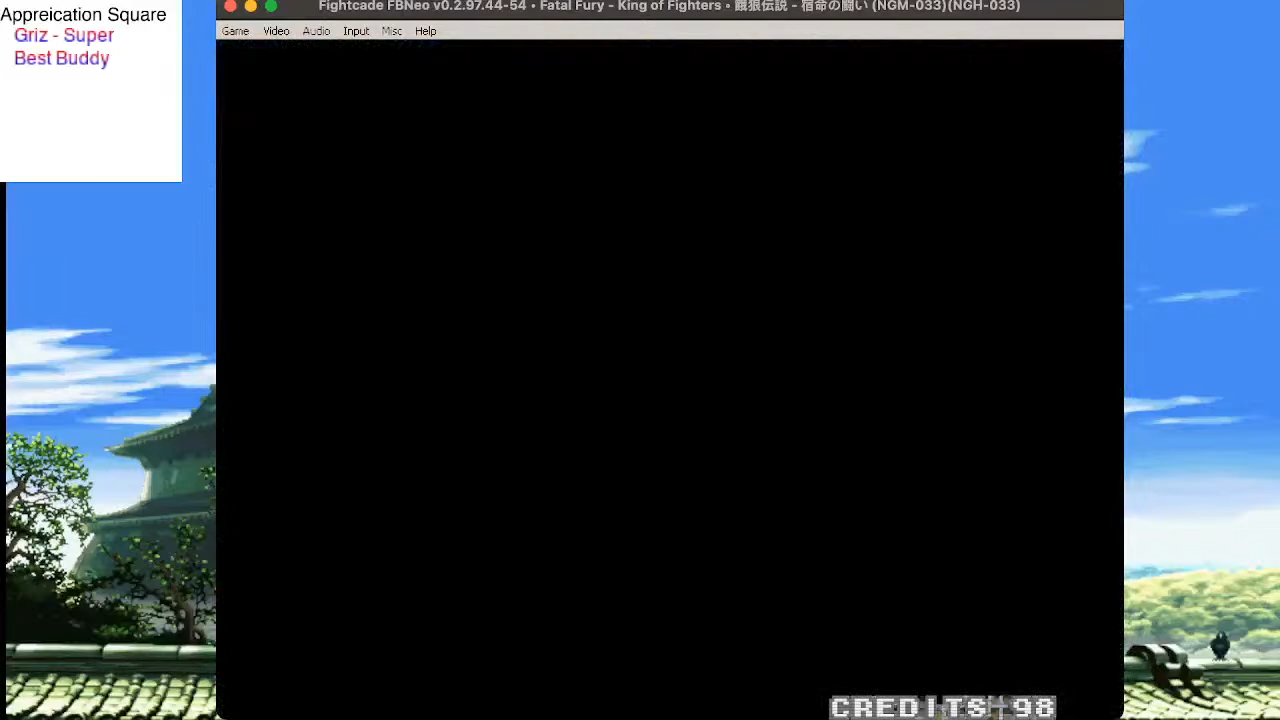 Appreication Square
Griz - Super
Best Buddy
Fightcade FBNeo v0.2.97.44-54 • Fatal Fury - King of Fighters • 餓狼伝説 - 宿命の闘い (NGM-033)(NGH-033)
Game Video Audio Input Misc Help
CREDITS 98